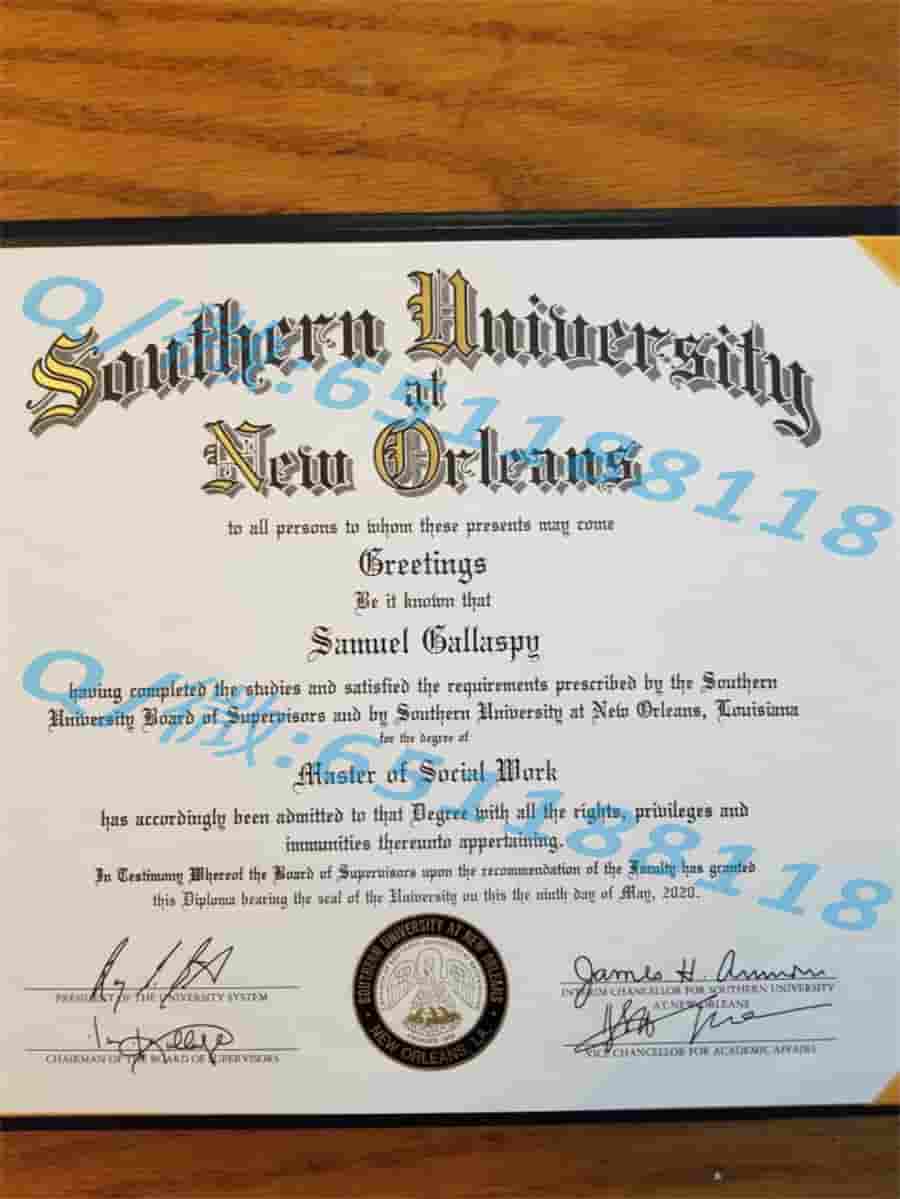 Southern University
at
New Orleans
to all persons to whom these presents may come
Greetings
Be it known that
Samuel Gallaspy
having completed the studies and satisfied the requirements prescribed by the Southern
University Board of Supervisors and by Southern University at New Orleans, Louisiana
for the degree of
Master of Social Work
has accordingly been admitted to that Degree with all the rights, privileges and
immunities thereunto appertaining.
In Testimony Whereof the Board of Supervisors upon the recommendation of the Faculty has granted
this Diploma bearing the seal of the University on this the ninth day of May, 2020.
PRESIDENT OF THE UNIVERSITY SYSTEM
CHAIRMAN OF THE BOARD OF SUPERVISORS
SOUTHERN UNIVERSITY AT NEW ORLEANS
NEW ORLEANS, LA.
James H. Ammons
INTERIM CHANCELLOR FOR SOUTHERN UNIVERSITY
AT NEW ORLEANS
VICE CHANCELLOR FOR ACADEMIC AFFAIRS
Q/微:651188118
Q/微:651188118